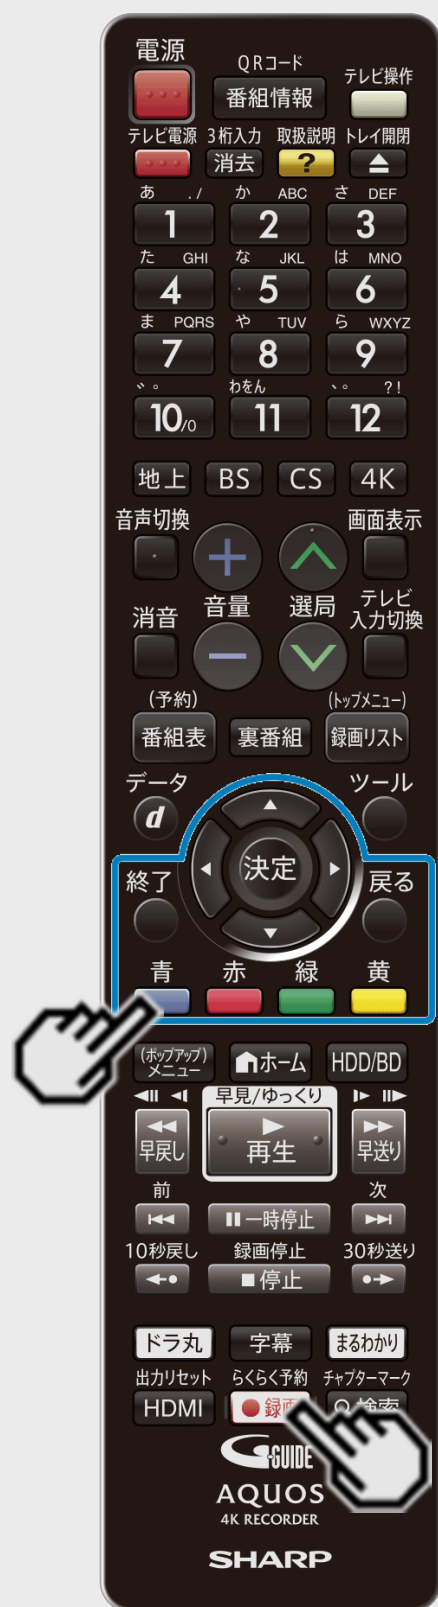 電源
QRコード
テレビ操作
番組情報
テレビ電源 3桁入力 取扱説明 トレイ開閉
消去 ?
あ ./ か ABC さ DEF
1 2 3
た GHI な JKL は MNO
4 5 6
ま PQRS や TUV ら WXYZ
7 8 9
゛゜ わをん 、。 ?!
10/0 11 12
地上 BS CS 4K
音声切換 画面表示
消音 音量 選局 テレビ
入力切換
(予約) (トップメニュー)
番組表 裏番組 録画リスト
データ ツール
d
決定
終了 戻る
青 赤 緑 黄
(ポップアップ)
メニュー ホーム HDD/BD
早見/ゆっくり
早戻し 再生 早送り
前 次
一時停止
10秒戻し 録画停止 30秒送り
停止
ドラ丸 字幕 まるわかり
出力リセット らくらく予約 チャプターマーク
HDMI 録画 検索
G-GUIDE
AQUOS
4K RECORDER
SHARP